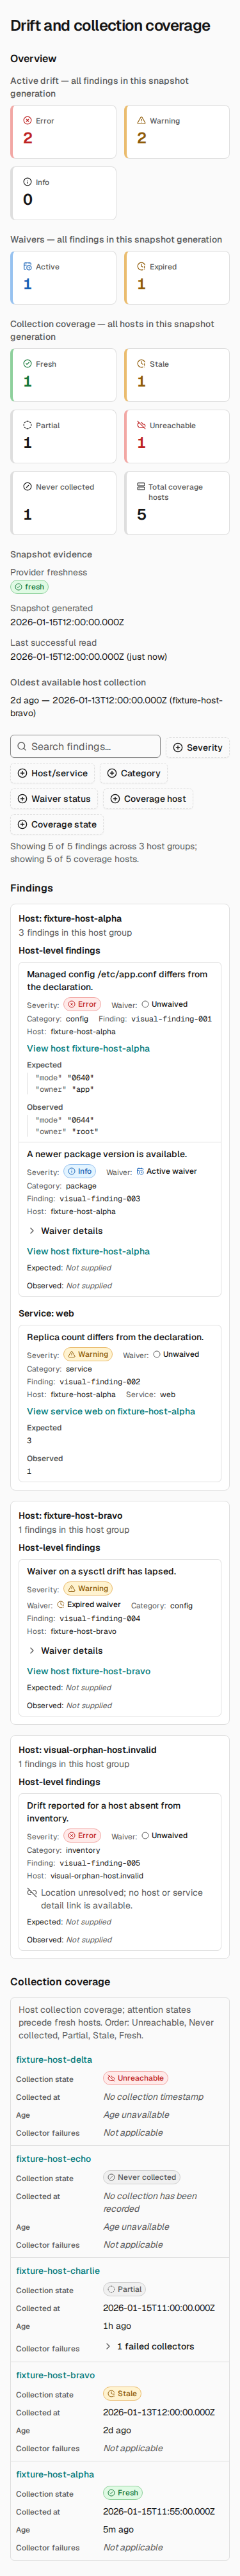 Drift and collection coverage
Overview
Active drift — all findings in this snapshot
generation
Error
2
Warning
2
Info
0
Waivers — all findings in this snapshot generation
Active
1
Expired
1
Collection coverage — all hosts in this snapshot
generation
Fresh
1
Stale
1
Partial
1
Unreachable
1
Never collected
1
Total coverage
hosts
5
Snapshot evidence
Provider freshness
fresh
Snapshot generated
2026-01-15T12:00:00.000Z
Last successful read
2026-01-15T12:00:00.000Z (just now)
Oldest available host collection
2d ago — 2026-01-13T12:00:00.000Z (fixture-host-
bravo)
Search findings...
Severity
Host/service
Category
Waiver status
Coverage host
Coverage state
Showing 5 of 5 findings across 3 host groups;
showing 5 of 5 coverage hosts.
Findings
Host: fixture-host-alpha
3 findings in this host group
Host-level findings
Managed config /etc/app.conf differs from
the declaration.
Severity: Error Waiver: Unwaived
Category: config Finding: visual-finding-001
Host: fixture-host-alpha
View host fixture-host-alpha
Expected
"mode" "0640"
"owner" "app"
Observed
"mode" "0644"
"owner" "root"
A newer package version is available.
Severity: Info Waiver: Active waiver
Category: package
Finding: visual-finding-003
Host: fixture-host-alpha
Waiver details
View host fixture-host-alpha
Expected: Not supplied
Observed: Not supplied
Service: web
Replica count differs from the declaration.
Severity: Warning Waiver: Unwaived
Category: service
Finding: visual-finding-002
Host: fixture-host-alpha Service: web
View service web on fixture-host-alpha
Expected
3
Observed
1
Host: fixture-host-bravo
1 findings in this host group
Host-level findings
Waiver on a sysctl drift has lapsed.
Severity: Warning
Waiver: Expired waiver Category: config
Finding: visual-finding-004
Host: fixture-host-bravo
Waiver details
View host fixture-host-bravo
Expected: Not supplied
Observed: Not supplied
Host: visual-orphan-host.invalid
1 findings in this host group
Host-level findings
Drift reported for a host absent from
inventory.
Severity: Error Waiver: Unwaived
Category: inventory
Finding: visual-finding-005
Host: visual-orphan-host.invalid
Location unresolved; no host or service
detail link is available.
Expected: Not supplied
Observed: Not supplied
Collection coverage
Host collection coverage; attention states
precede fresh hosts. Order: Unreachable, Never
collected, Partial, Stale, Fresh.
fixture-host-delta
Collection state Unreachable
Collected at No collection timestamp
Age Age unavailable
Collector failures Not applicable
fixture-host-echo
Collection state Never collected
Collected at No collection has been
recorded
Age Age unavailable
Collector failures Not applicable
fixture-host-charlie
Collection state Partial
Collected at 2026-01-15T11:00:00.000Z
Age 1h ago
Collector failures 1 failed collectors
fixture-host-bravo
Collection state Stale
Collected at 2026-01-13T12:00:00.000Z
Age 2d ago
Collector failures Not applicable
fixture-host-alpha
Collection state Fresh
Collected at 2026-01-15T11:55:00.000Z
Age 5m ago
Collector failures Not applicable